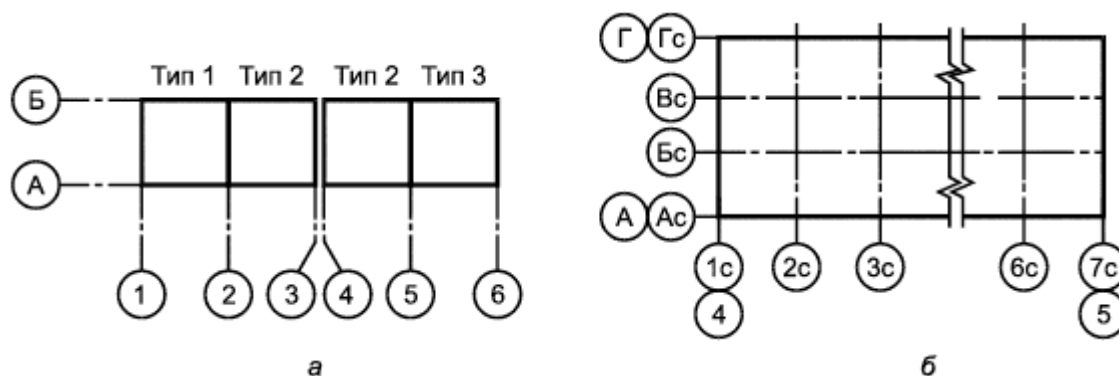 Тип 1 Тип 2 Тип 2 Тип 3
Б
А
1 2 3 4 5 6
а
Г Гс
Вс
Бс
А Ас
1с 2с 3с 6с 7с
4 5
б